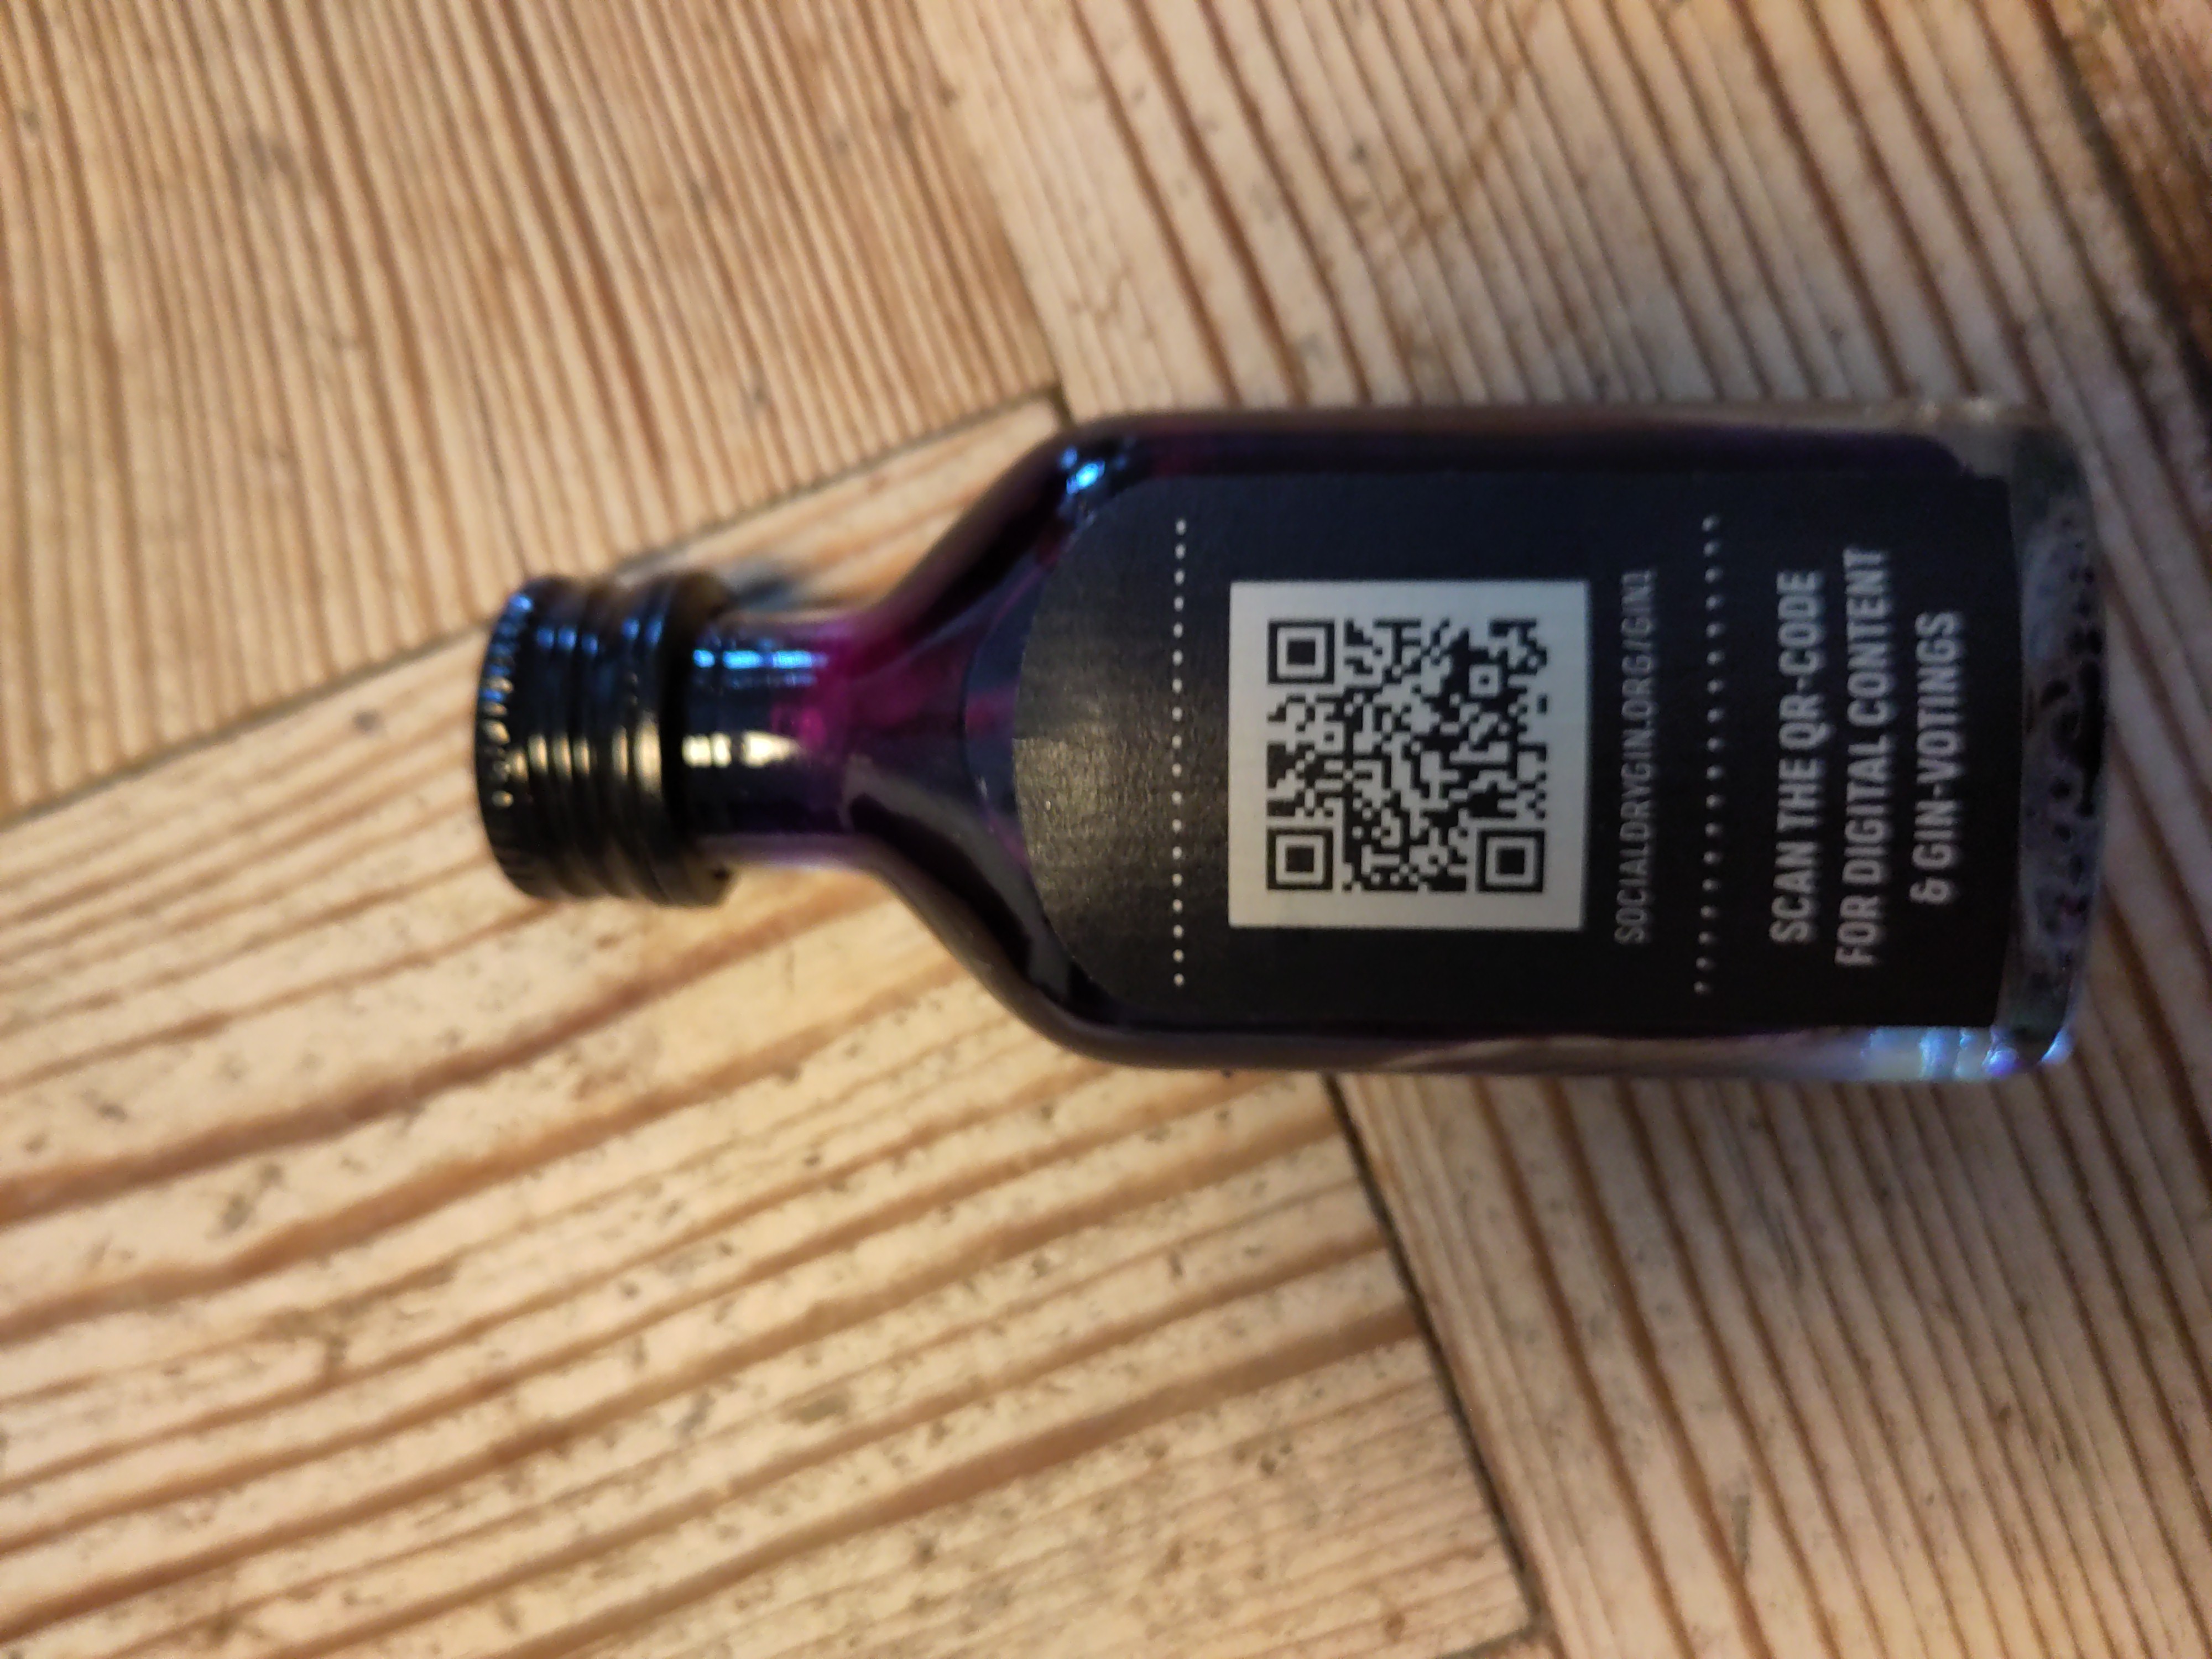 SOCIALDRYGIN.ORG/GIN1
SCAN THE QR-CODE
FOR DIGITAL CONTENT
& GIN-VOTINGS